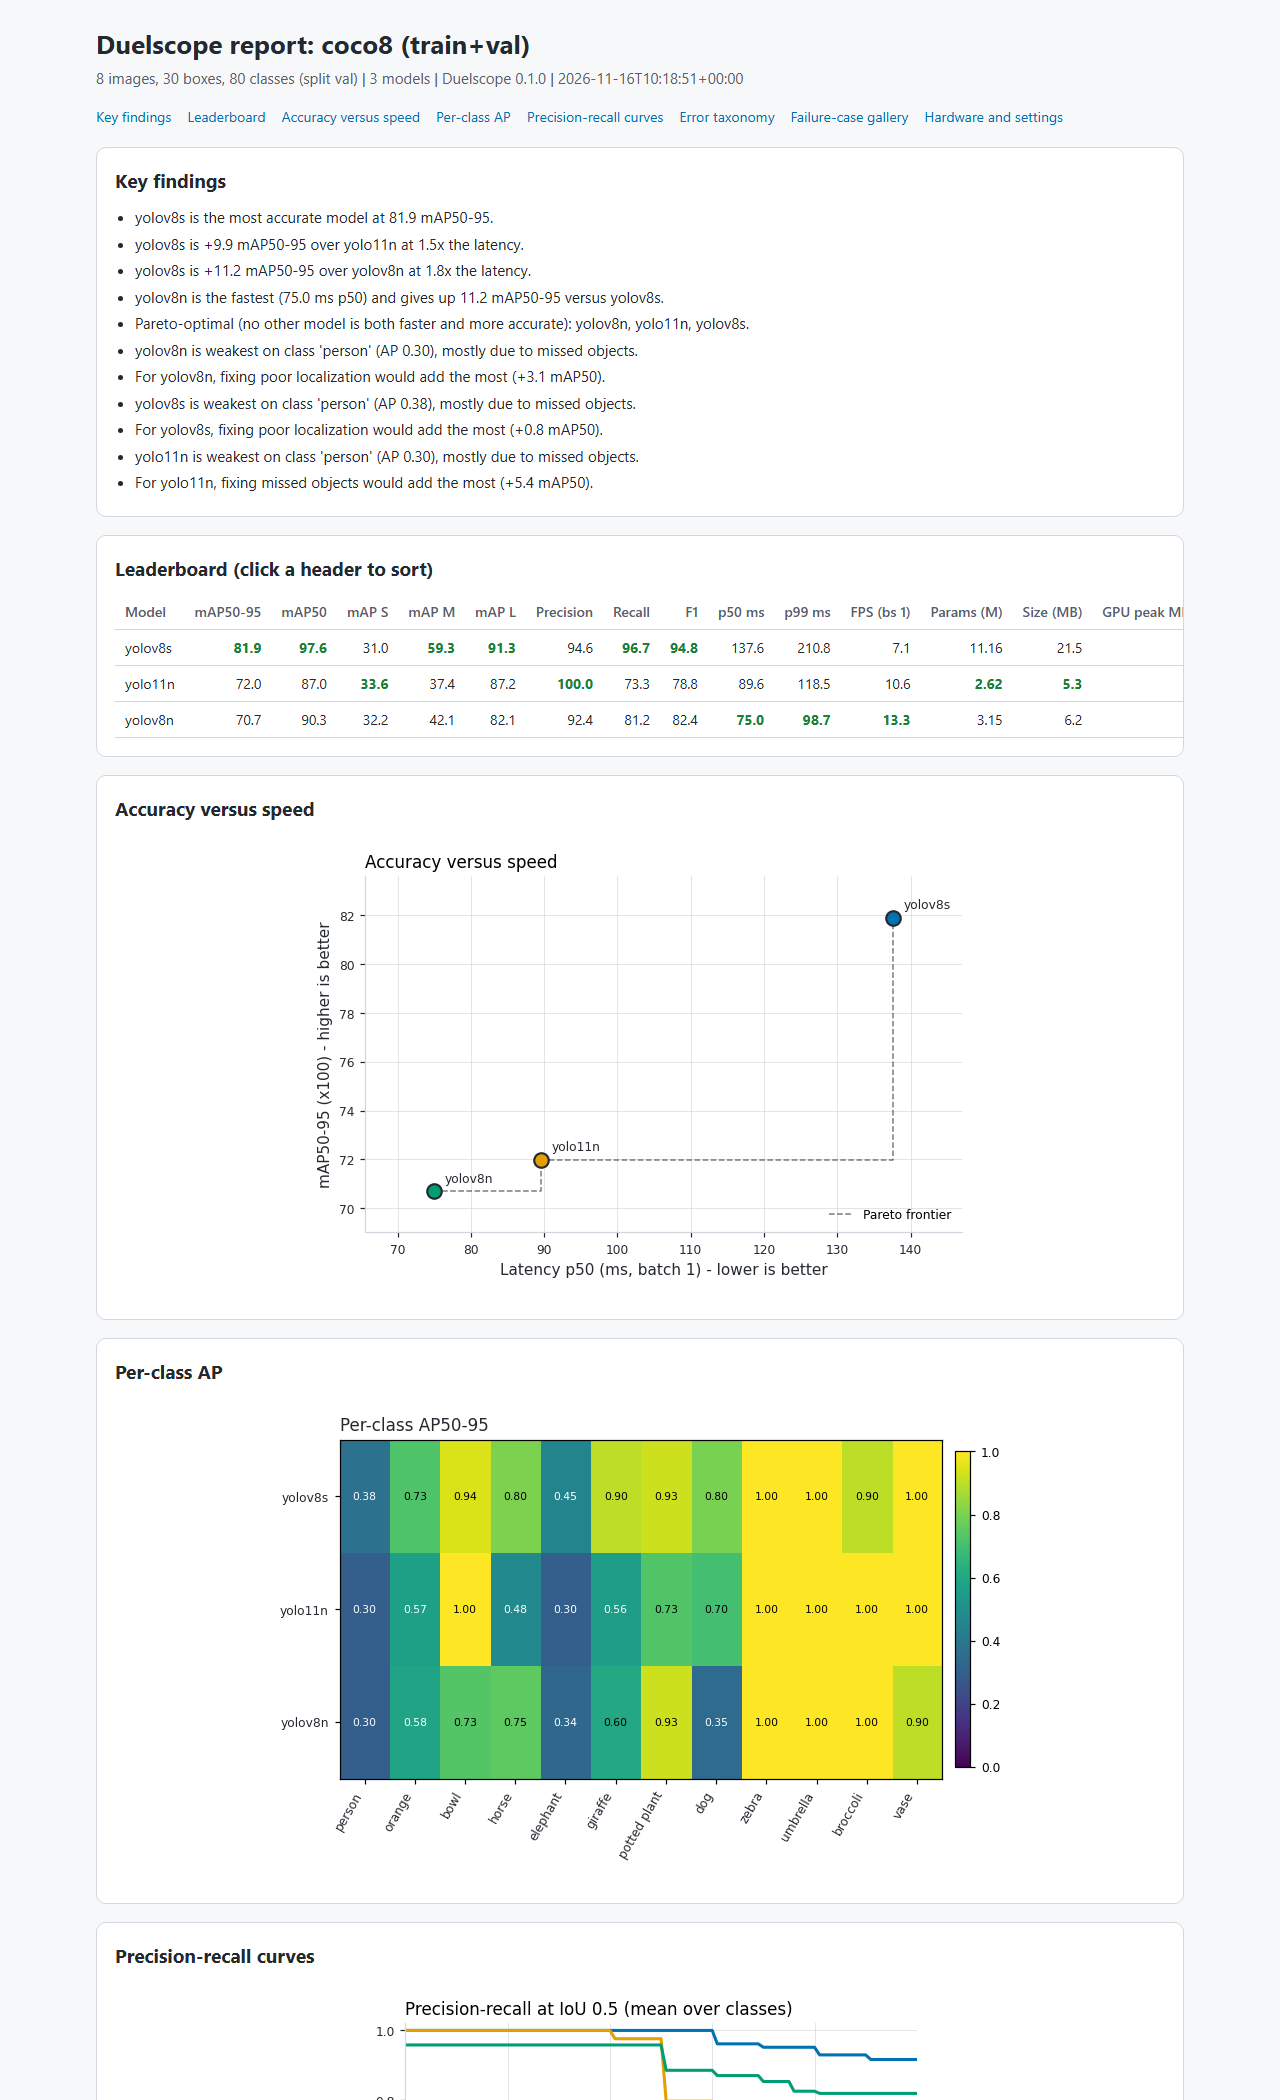 Duelscope report: coco8 (train+val)
8 images, 30 boxes, 80 classes (split val) | 3 models | Duelscope 0.1.0 | 2026-11-16T10:18:51+00:00
Key findings Leaderboard Accuracy versus speed Per-class AP Precision-recall curves Error taxonomy Failure-case gallery Hardware and settings
Key findings
• yolov8s is the most accurate model at 81.9 mAP50-95.
• yolov8s is +9.9 mAP50-95 over yolo11n at 1.5x the latency.
• yolov8s is +11.2 mAP50-95 over yolov8n at 1.8x the latency.
• yolov8n is the fastest (75.0 ms p50) and gives up 11.2 mAP50-95 versus yolov8s.
• Pareto-optimal (no other model is both faster and more accurate): yolov8n, yolo11n, yolov8s.
• yolov8n is weakest on class 'person' (AP 0.30), mostly due to missed objects.
• For yolov8n, fixing poor localization would add the most (+3.1 mAP50).
• yolov8s is weakest on class 'person' (AP 0.38), mostly due to missed objects.
• For yolov8s, fixing poor localization would add the most (+0.8 mAP50).
• yolo11n is weakest on class 'person' (AP 0.30), mostly due to missed objects.
• For yolo11n, fixing missed objects would add the most (+5.4 mAP50).
Leaderboard (click a header to sort)
Model mAP50-95 mAP50 mAP S mAP M mAP L Precision Recall F1 p50 ms p99 ms FPS (bs 1) Params (M) Size (MB) GPU peak
yolov8s 81.9 97.6 31.0 59.3 91.3 94.6 96.7 94.8 137.6 210.8 7.1 11.16 21.5
yolo11n 72.0 87.0 33.6 37.4 87.2 100.0 73.3 78.8 89.6 118.5 10.6 2.62 5.3
yolov8n 70.7 90.3 32.2 42.1 82.1 92.4 81.2 82.4 75.0 98.7 13.3 3.15 6.2
Accuracy versus speed
Accuracy versus speed
mAP50-95 (x100) - higher is better
82
80
78
76
74
72
70
yolov8s
yolo11n
yolov8n
Pareto frontier
70 80 90 100 110 120 130 140
Latency p50 (ms, batch 1) - lower is better
Per-class AP
Per-class AP50-95
yolov8s 0.38 0.73 0.94 0.80 0.45 0.90 0.93 0.80 1.00 1.00 0.90 1.00
yolo11n 0.30 0.57 1.00 0.48 0.30 0.56 0.73 0.70 1.00 1.00 1.00 1.00
yolov8n 0.30 0.58 0.73 0.75 0.34 0.60 0.93 0.35 1.00 1.00 1.00 0.90
person orange bowl horse elephant giraffe potted plant dog zebra umbrella broccoli vase
1.0
0.8
0.6
0.4
0.2
0.0
Precision-recall curves
Precision-recall at IoU 0.5 (mean over classes)
1.0